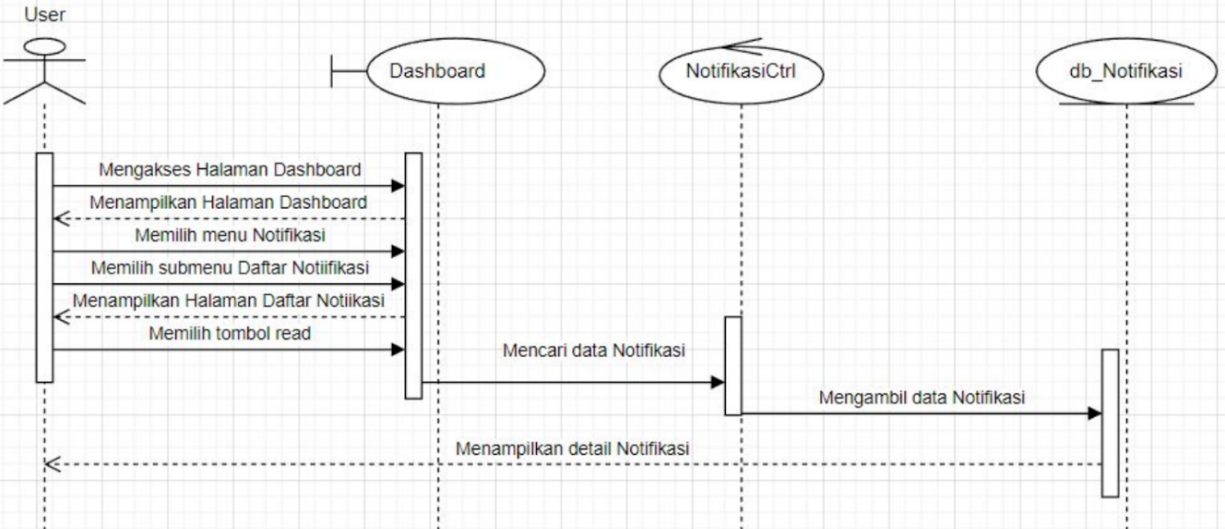 User
Dashboard
NotifikasiCtrl
db_Notifikasi
Mengakses Halaman Dashboard
Menampilkan Halaman Dashboard
Memilih menu Notifikasi
Memilih submenu Daftar Notiifikasi
Menampilkan Halaman Daftar Notiikasi
Memilih tombol read
Mencari data Notifikasi
Mengambil data Notifikasi
Menampilkan detail Notifikasi